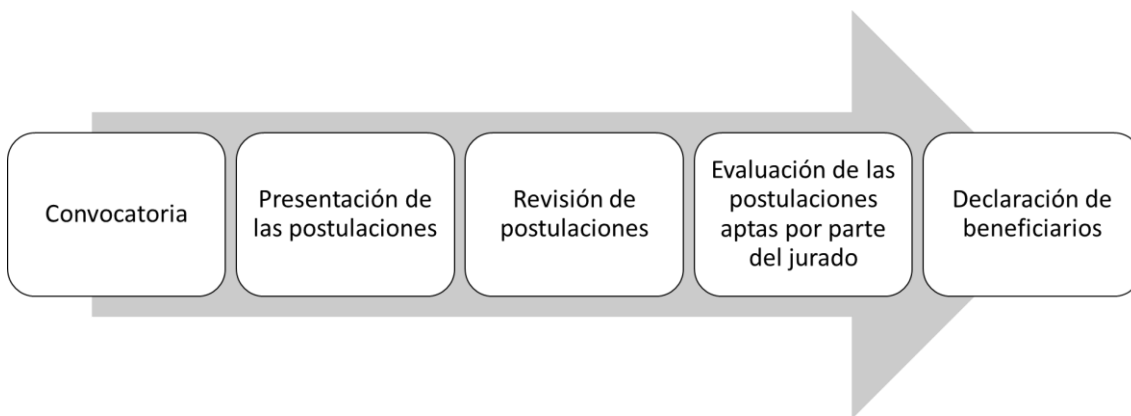 Convocatoria
Presentación de
las postulaciones
Revisión de
postulaciones
Evaluación de las
postulaciones
aptas por parte
del jurado
Declaración de
beneficiarios